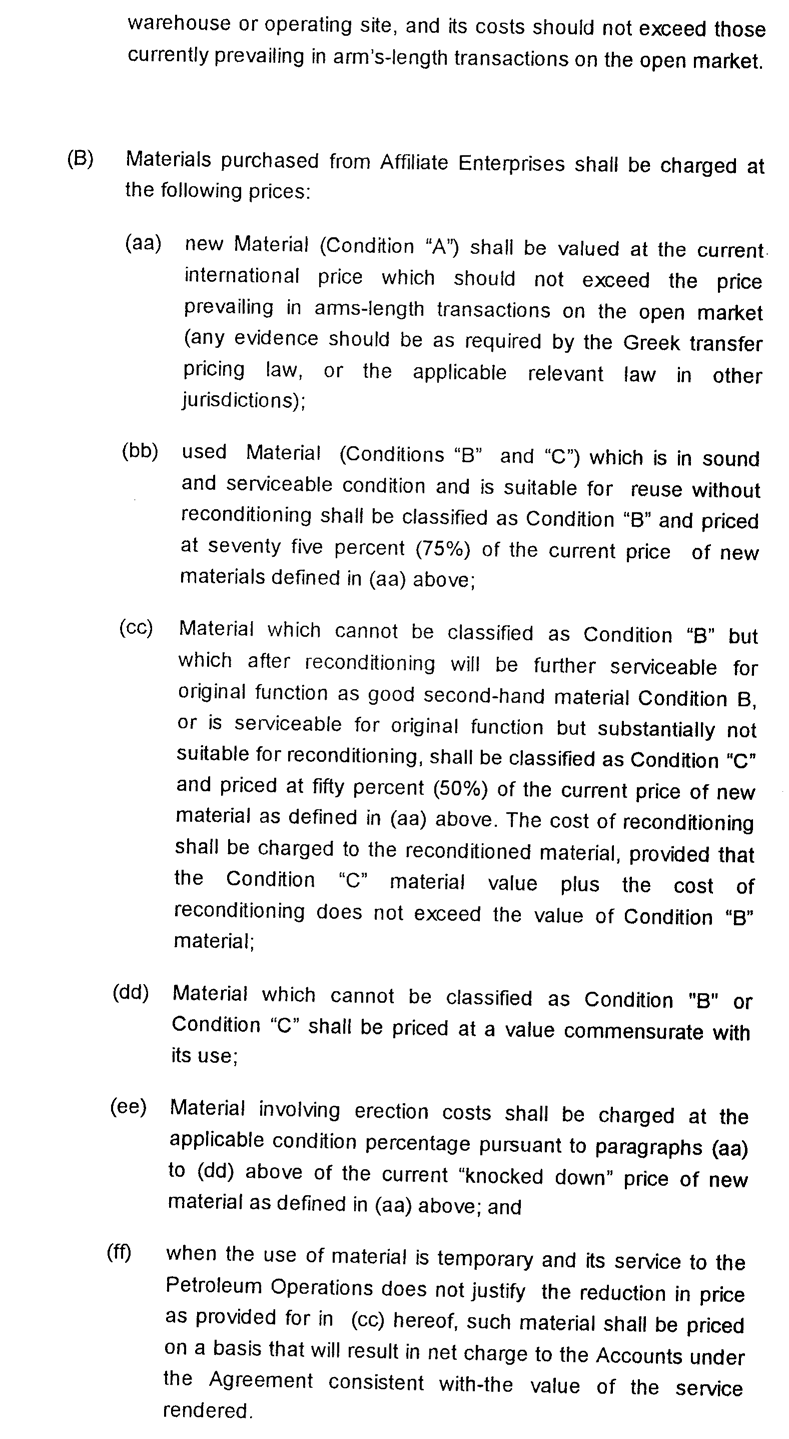 warehouse or operating site, and its costs should not exceed those
currently prevailing in arm's-length transactions on the open market.
(B) Materials purchased from Affiliate Enterprises shall be charged at
the following prices:
(aa) new Material (Condition “A”) shall be valued at the current
international price which should not exceed the price
prevailing in arms-length transactions on the open market
(any evidence should be as required by the Greek transfer
pricing law, or the applicable relevant law in other
jurisdictions);
(bb) used Material (Conditions “B” and “C”) which is in sound
and serviceable condition and is suitable for reuse without
reconditioning shall be classified as Condition “B” and priced
at seventy five percent (75%) of the current price of new
materials defined in (aa) above;
(cc) Material which cannot be classified as Condition “B” but
which after reconditioning will be further serviceable for
original function as good second-hand material Condition B,
or is serviceable for original function but substantially not
suitable for reconditioning, shall be classified as Condition “C”
and priced at fifty percent (50%) of the current price of new
material as defined in (aa) above. The cost of reconditioning
shall be charged to the reconditioned material, provided that
the Condition “C” material value plus the cost of
reconditioning does not exceed the value of Condition “B”
material;
(dd) Material which cannot be classified as Condition "B" or
Condition “C” shall be priced at a value commensurate with
its use;
(ee) Material involving erection costs shall be charged at the
applicable condition percentage pursuant to paragraphs (aa)
to (dd) above of the current “knocked down” price of new
material as defined in (aa) above; and
(ff) when the use of material is temporary and its service to the
Petroleum Operations does not justify the reduction in price
as provided for in (cc) hereof, such material shall be priced
on a basis that will result in net charge to the Accounts under
the Agreement consistent with-the value of the service
rendered.